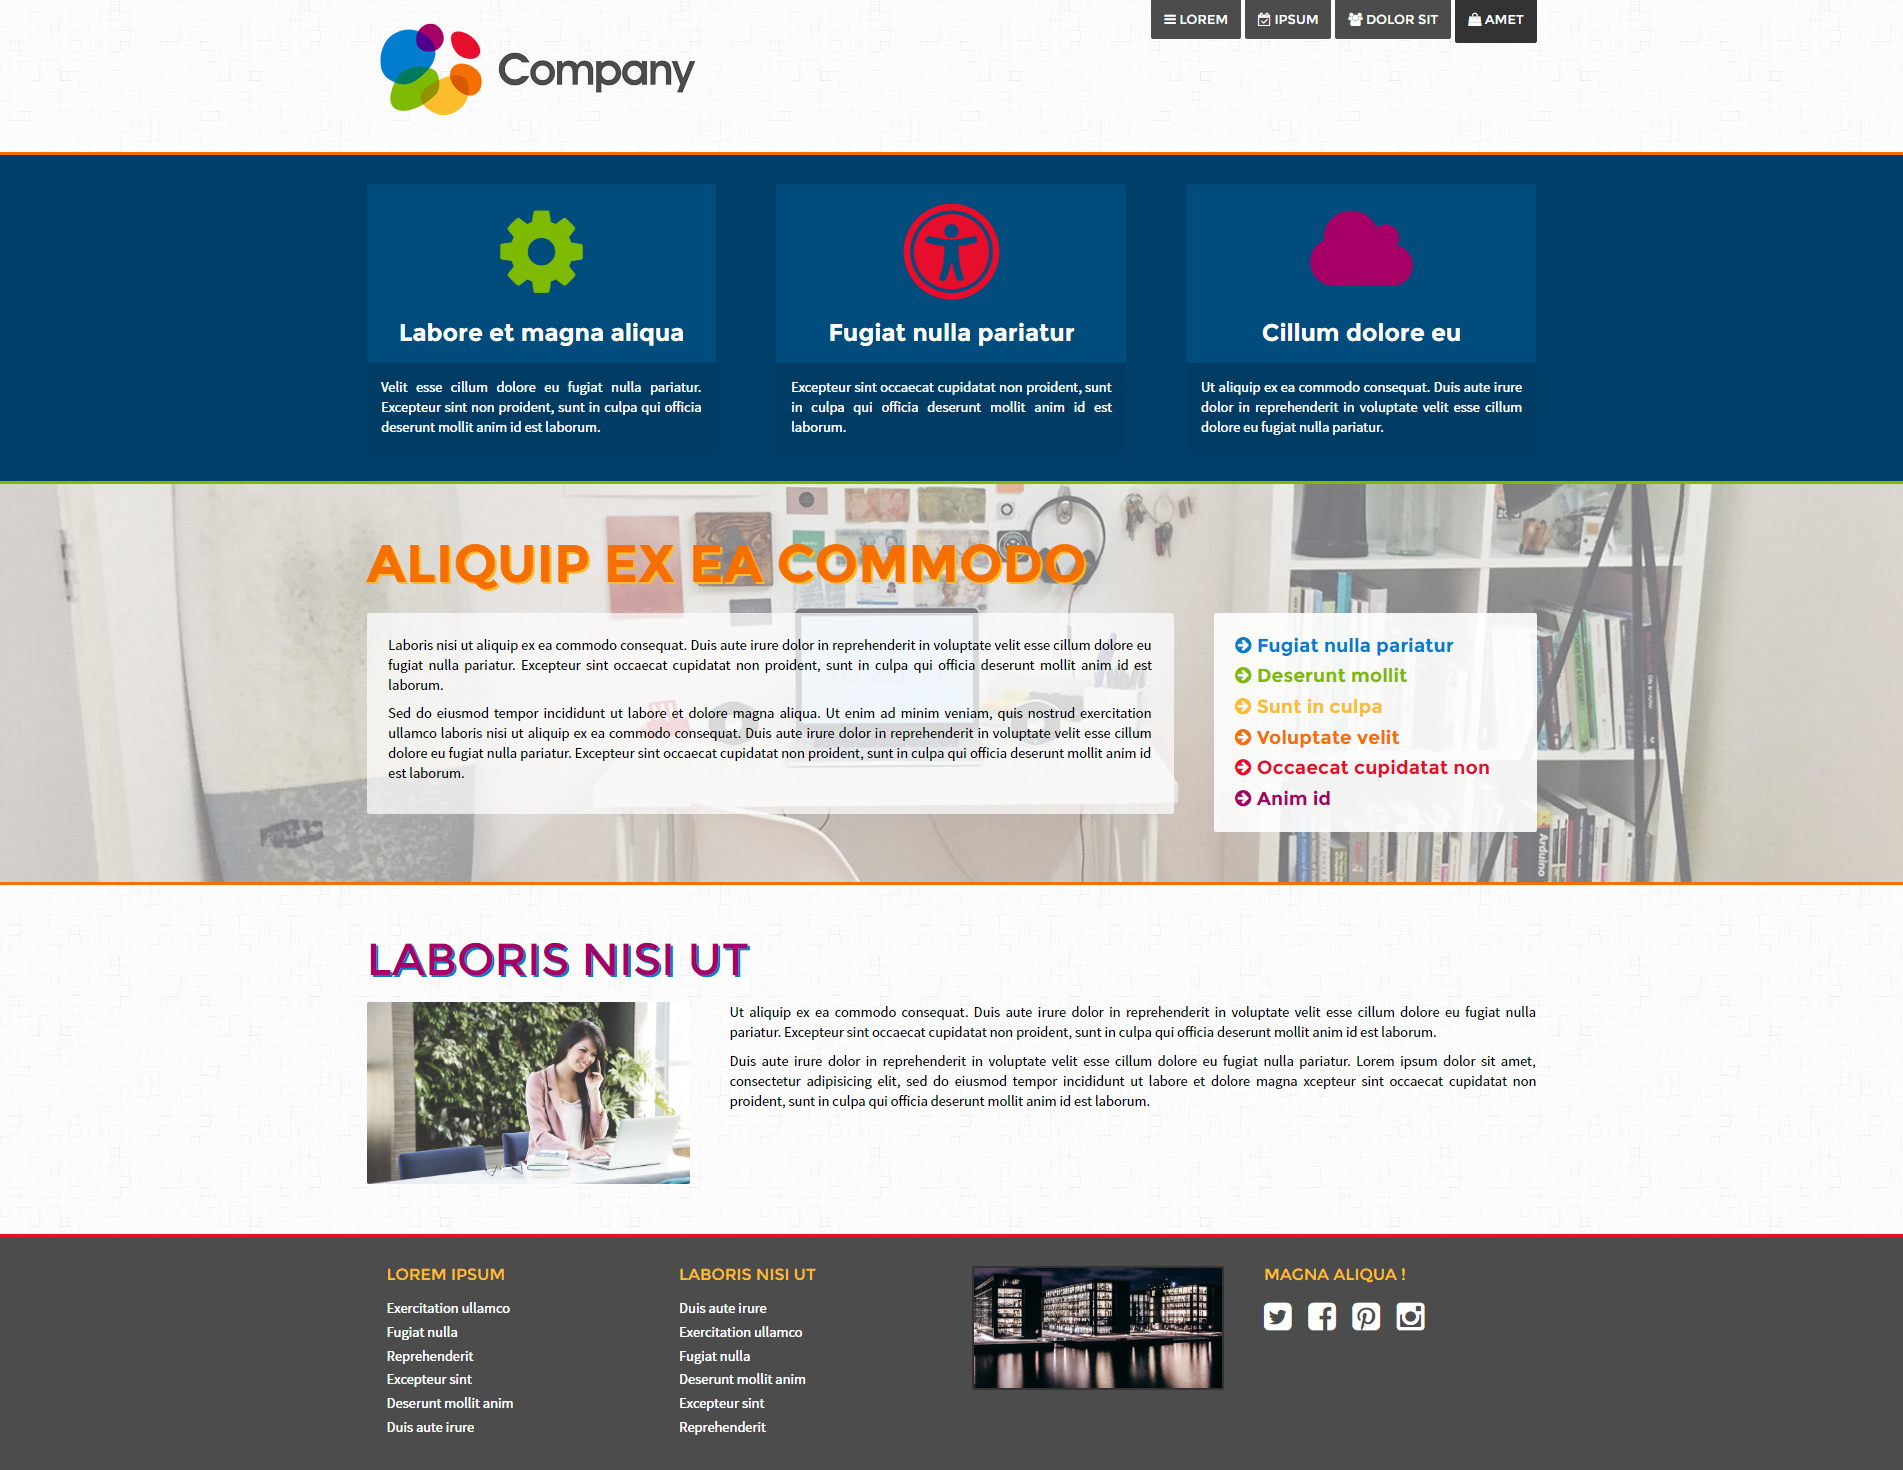 Company
LOREM
IPSUM
DOLOR SIT
AMET
Labore et magna aliqua
Velit esse cillum dolore eu fugiat nulla pariatur.
Excepteur sint non proident, sunt in culpa qui officia
deserunt mollit anim id est laborum.
Fugiat nulla pariatur
Excepteur sint occaecat cupidatat non proident, sunt
in culpa qui officia deserunt mollit anim id est
laborum.
Cillum dolore eu
Ut aliquip ex ea commodo consequat. Duis aute irure
dolor in reprehenderit in voluptate velit esse cillum
dolore eu fugiat nulla pariatur.
ALIQUIP EX EA COMMODO
Laboris nisi ut aliquip ex ea commodo consequat. Duis aute irure dolor in reprehenderit in voluptate velit esse cillum dolore eu
fugiat nulla pariatur. Excepteur sint occaecat cupidatat non proident, sunt in culpa qui officia deserunt mollit anim id est
laborum.
Sed do eiusmod tempor incididunt ut labore et dolore magna aliqua. Ut enim ad minim veniam, quis nostrud exercitation
ullamco laboris nisi ut aliquip ex ea commodo consequat. Duis aute irure dolor in reprehenderit in voluptate velit esse cillum
dolore eu fugiat nulla pariatur. Excepteur sint occaecat cupidatat non proident, sunt in culpa qui officia deserunt mollit anim id
est laborum.
Fugiat nulla pariatur
Deserunt mollit
Sunt in culpa
Voluptate velit
Occaecat cupidatat non
Anim id
Arduino
LABORIS NISI UT
Ut aliquip ex ea commodo consequat. Duis aute irure dolor in reprehenderit in voluptate velit esse cillum dolore eu fugiat nulla
pariatur. Excepteur sint occaecat cupidatat non proident, sunt in culpa qui officia deserunt mollit anim id est laborum.
Duis aute irure dolor in reprehenderit in voluptate velit esse cillum dolore eu fugiat nulla pariatur. Lorem ipsum dolor sit amet,
consectetur adipisicing elit, sed do eiusmod tempor incididunt ut labore et dolore magna xcepteur sint occaecat cupidatat non
proident, sunt in culpa qui officia deserunt mollit anim id est laborum.
LOREM IPSUM
Exercitation ullamco
Fugiat nulla
Reprehenderit
Excepteur sint
Deserunt mollit anim
Duis aute irure
LABORIS NISI UT
Duis aute irure
Exercitation ullamco
Fugiat nulla
Deserunt mollit anim
Excepteur sint
Reprehenderit
MAGNA ALIQUA !